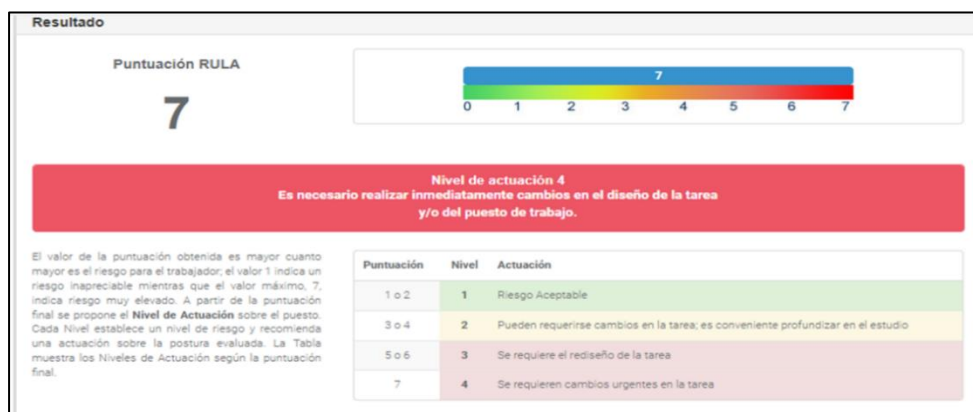 Resultado
Puntuación RULA
7
7
0 1 2 3 4 5 6 7
Nivel de actuación 4
Es necesario realizar inmediatamente cambios en el diseño de la tarea
y/o del puesto de trabajo.
El valor de la puntuación obtenida es mayor cuanto
mayor es el riesgo para el trabajador; el valor 1 indica un
riesgo inapreciable mientras que el valor máximo, 7,
indica riesgo muy elevado. A partir de la puntuación
final se propone el Nivel de Actuación sobre el puesto.
Cada Nivel establece un nivel de riesgo y recomienda
una actuación sobre la postura evaluada. La Tabla
muestra los Niveles de Actuación según la puntuación
final.
Puntuación Nivel Actuación
1 o 2 1 Riesgo Aceptable
3 o 4 2 Pueden requerirse cambios en la tarea; es conveniente profundizar en el estudio
5 o 6 3 Se requiere el rediseño de la tarea
7 4 Se requieren cambios urgentes en la tarea